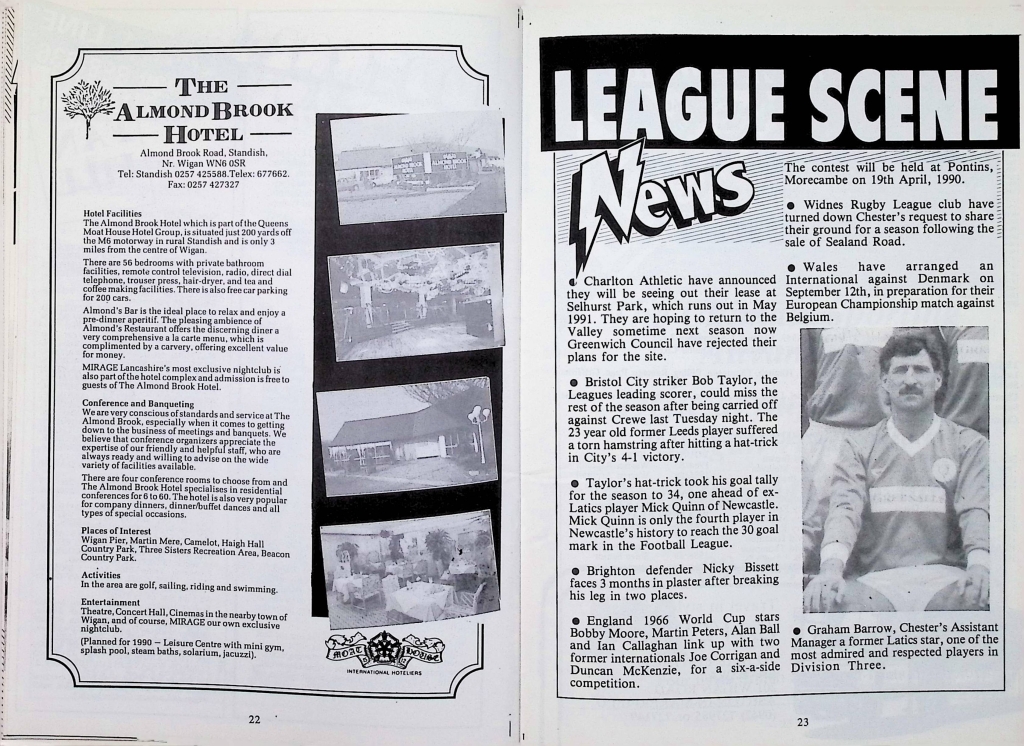 THE
ALMOND BROOK
HOTEL
Almond Brook Road, Standish,
Nr. Wigan WN6 0SR
Tel: Standish 0257 425588. Telex: 677662.
Fax: 0257 427327
Hotel Facilities
The Almond Brook Hotel which is part of the Queens
Moat House Hotel Group, is situated just 200 yards off
the M6 motorway in rural Standish and is only 3
miles from the centre of Wigan.
There are 56 bedrooms with private bathroom
facilities, remote control television, radio, direct dial
telephone, trouser press, hair-dryer, and tea and
coffee making facilities. There is also free car parking
for 200 cars.
Almond's Bar is the ideal place to relax and enjoy a
pre-dinner aperitif. The pleasing ambience of
Almond's Restaurant offers the discerning diner a
very comprehensive a la carte menu, which is
complimented by a carvery, offering excellent value
for money.
MIRAGE Lancashire's most exclusive nightclub is
also part of the hotel complex and admission is free to
guests of The Almond Brook Hotel.
Conference and Banqueting
We are very conscious of standards and service at The
Almond Brook, especially when it comes to getting
down to the business of meetings and banquets. We
believe that conference organizers appreciate the
expertise of our friendly and helpful staff, who are
always ready and willing to advise on the wide
variety of facilities available.
There are four conference rooms to choose from and
The Almond Brook Hotel specialises in residential
conferences for 6 to 60. The hotel is also very popular
for company dinners, dinner/buffet dances and all
types of special occasions.
Places of Interest
Wigan Pier, Martin Mere, Camelot, Haigh Hall
Country Park, Three Sisters Recreation Area, Beacon
Country Park.
Activities
In the area are golf, sailing, riding and swimming.
Entertainment
Theatre, Concert Hall, Cinemas in the nearby town of
Wigan, and of course, MIRAGE our own exclusive
nightclub.
(Planned for 1990 – Leisure Centre with mini gym,
splash pool, steam baths, solarium, jacuzzi).
MOAT HOUSE
INTERNATIONAL HOTELIERS
22
LEAGUE SCENE
News
● Charlton Athletic have announced
they will be seeing out their lease at
Selhurst Park, which runs out in May
1991. They are hoping to return to the
Valley sometime next season now
Greenwich Council have rejected their
plans for the site.
● Bristol City striker Bob Taylor, the
Leagues leading scorer, could miss the
rest of the season after being carried off
against Crewe last Tuesday night. The
23 year old former Leeds player suffered
a torn hamstring after hitting a hat-trick
in City's 4-1 victory.
● Taylor's hat-trick took his goal tally
for the season to 34, one ahead of ex-
Latics player Mick Quinn of Newcastle.
Mick Quinn is only the fourth player in
Newcastle's history to reach the 30 goal
mark in the Football League.
● Brighton defender Nicky Bissett
faces 3 months in plaster after breaking
his leg in two places.
● England 1966 World Cup stars
Bobby Moore, Martin Peters, Alan Ball
and Ian Callaghan link up with two
former internationals Joe Corrigan and
Duncan McKenzie, for a six-a-side
competition.
The contest will be held at Pontins,
Morecambe on 19th April, 1990.
● Widnes Rugby League club have
turned down Chester's request to share
their ground for a season following the
sale of Sealand Road.
● Wales have arranged an
International against Denmark on
September 12th, in preparation for their
European Championship match against
Belgium.
● Graham Barrow, Chester's Assistant
Manager a former Latics star, one of the
most admired and respected players in
Division Three.
23